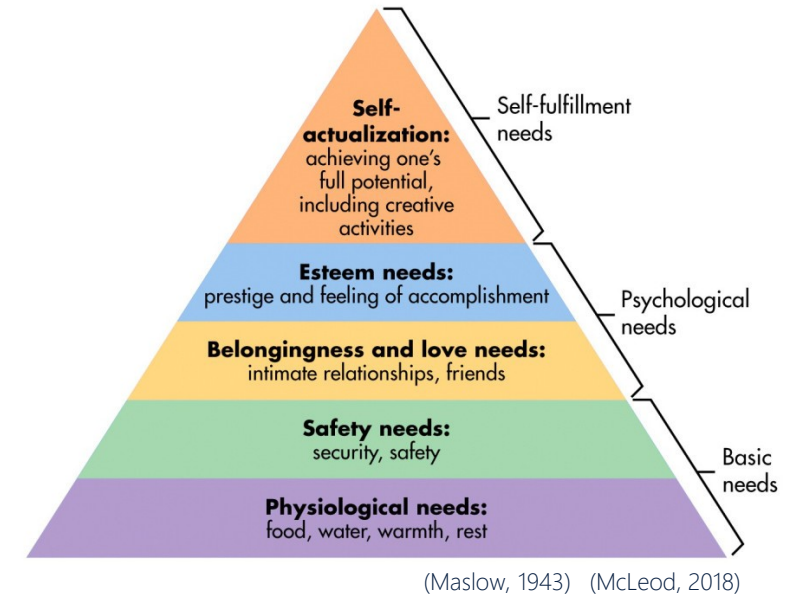 Self-
actualization:
achieving one's
full potential,
including creative
activities
Self-fulfillment
needs
Esteem needs:
prestige and feeling of accomplishment
Psychological
needs
Belongingness and love needs:
intimate relationships, friends
Safety needs:
security, safety
Basic
needs
Physiological needs:
food, water, warmth, rest
(Maslow, 1943) (McLeod, 2018)